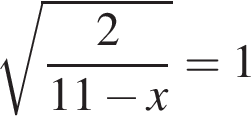 √(2/(11 − x)) = 1